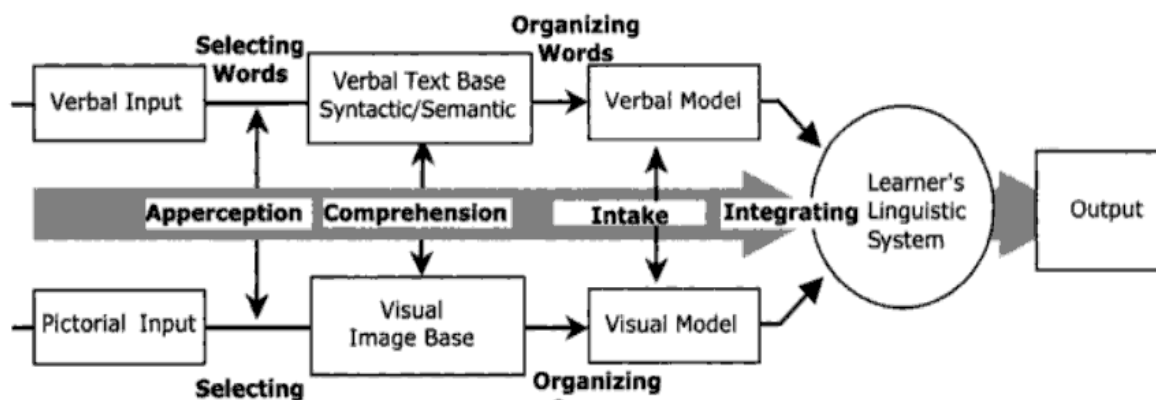 Selecting
Words
Organizing
Words
Verbal Input
Verbal Text Base
Syntactic/Semantic
Verbal Model
Apperception
Comprehension
Intake
Integrating
Learner's
Linguistic
System
Output
Pictorial Input
Visual
Image Base
Visual Model
Selecting
Organizing